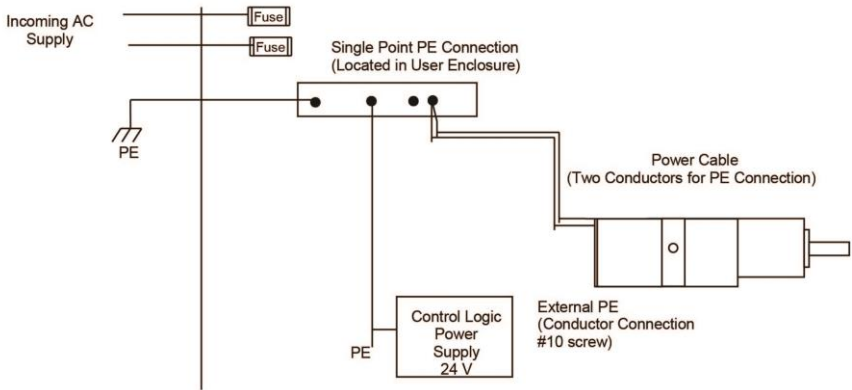 Incoming AC
Supply
Fuse
Fuse
Single Point PE Connection
(Located in User Enclosure)
PE
Power Cable
(Two Conductors for PE Connection)
External PE
(Conductor Connection
#10 screw)
Control Logic
Power
Supply
24 V
PE